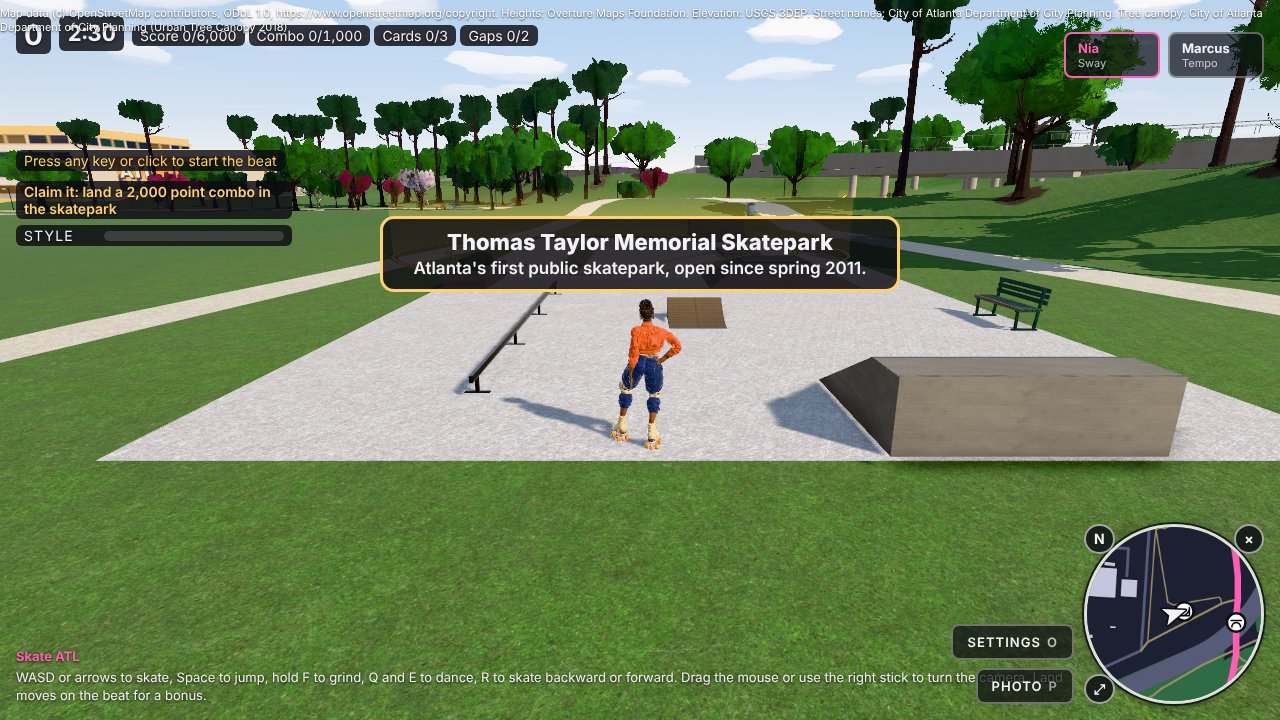 Map data (c) OpenStreetMap contributors, ODbL 1.0, https://www.openstreetmap.org/copyright. Heights: Overture Maps Foundation. Elevation: USGS 3DEP. Street names: City of Atlanta Department of City Planning. Tree canopy: City of Atlanta
Department of City Planning (Urban Tree Canopy 2018).
0 2:30 Score 0/6,000 Combo 0/1,000 Cards 0/3 Gaps 0/2
Nia
Sway
Marcus
Tempo
Press any key or click to start the beat
Claim it: land a 2,000 point combo in
the skatepark
STYLE
Thomas Taylor Memorial Skatepark
Atlanta's first public skatepark, open since spring 2011.
N ×
SETTINGS O
Skate ATL
WASD or arrows to skate, Space to jump, hold F to grind, Q and E to dance, R to skate backward or forward. Drag the mouse or use the right stick to turn the camera. Land
moves on the beat for a bonus.
PHOTO P